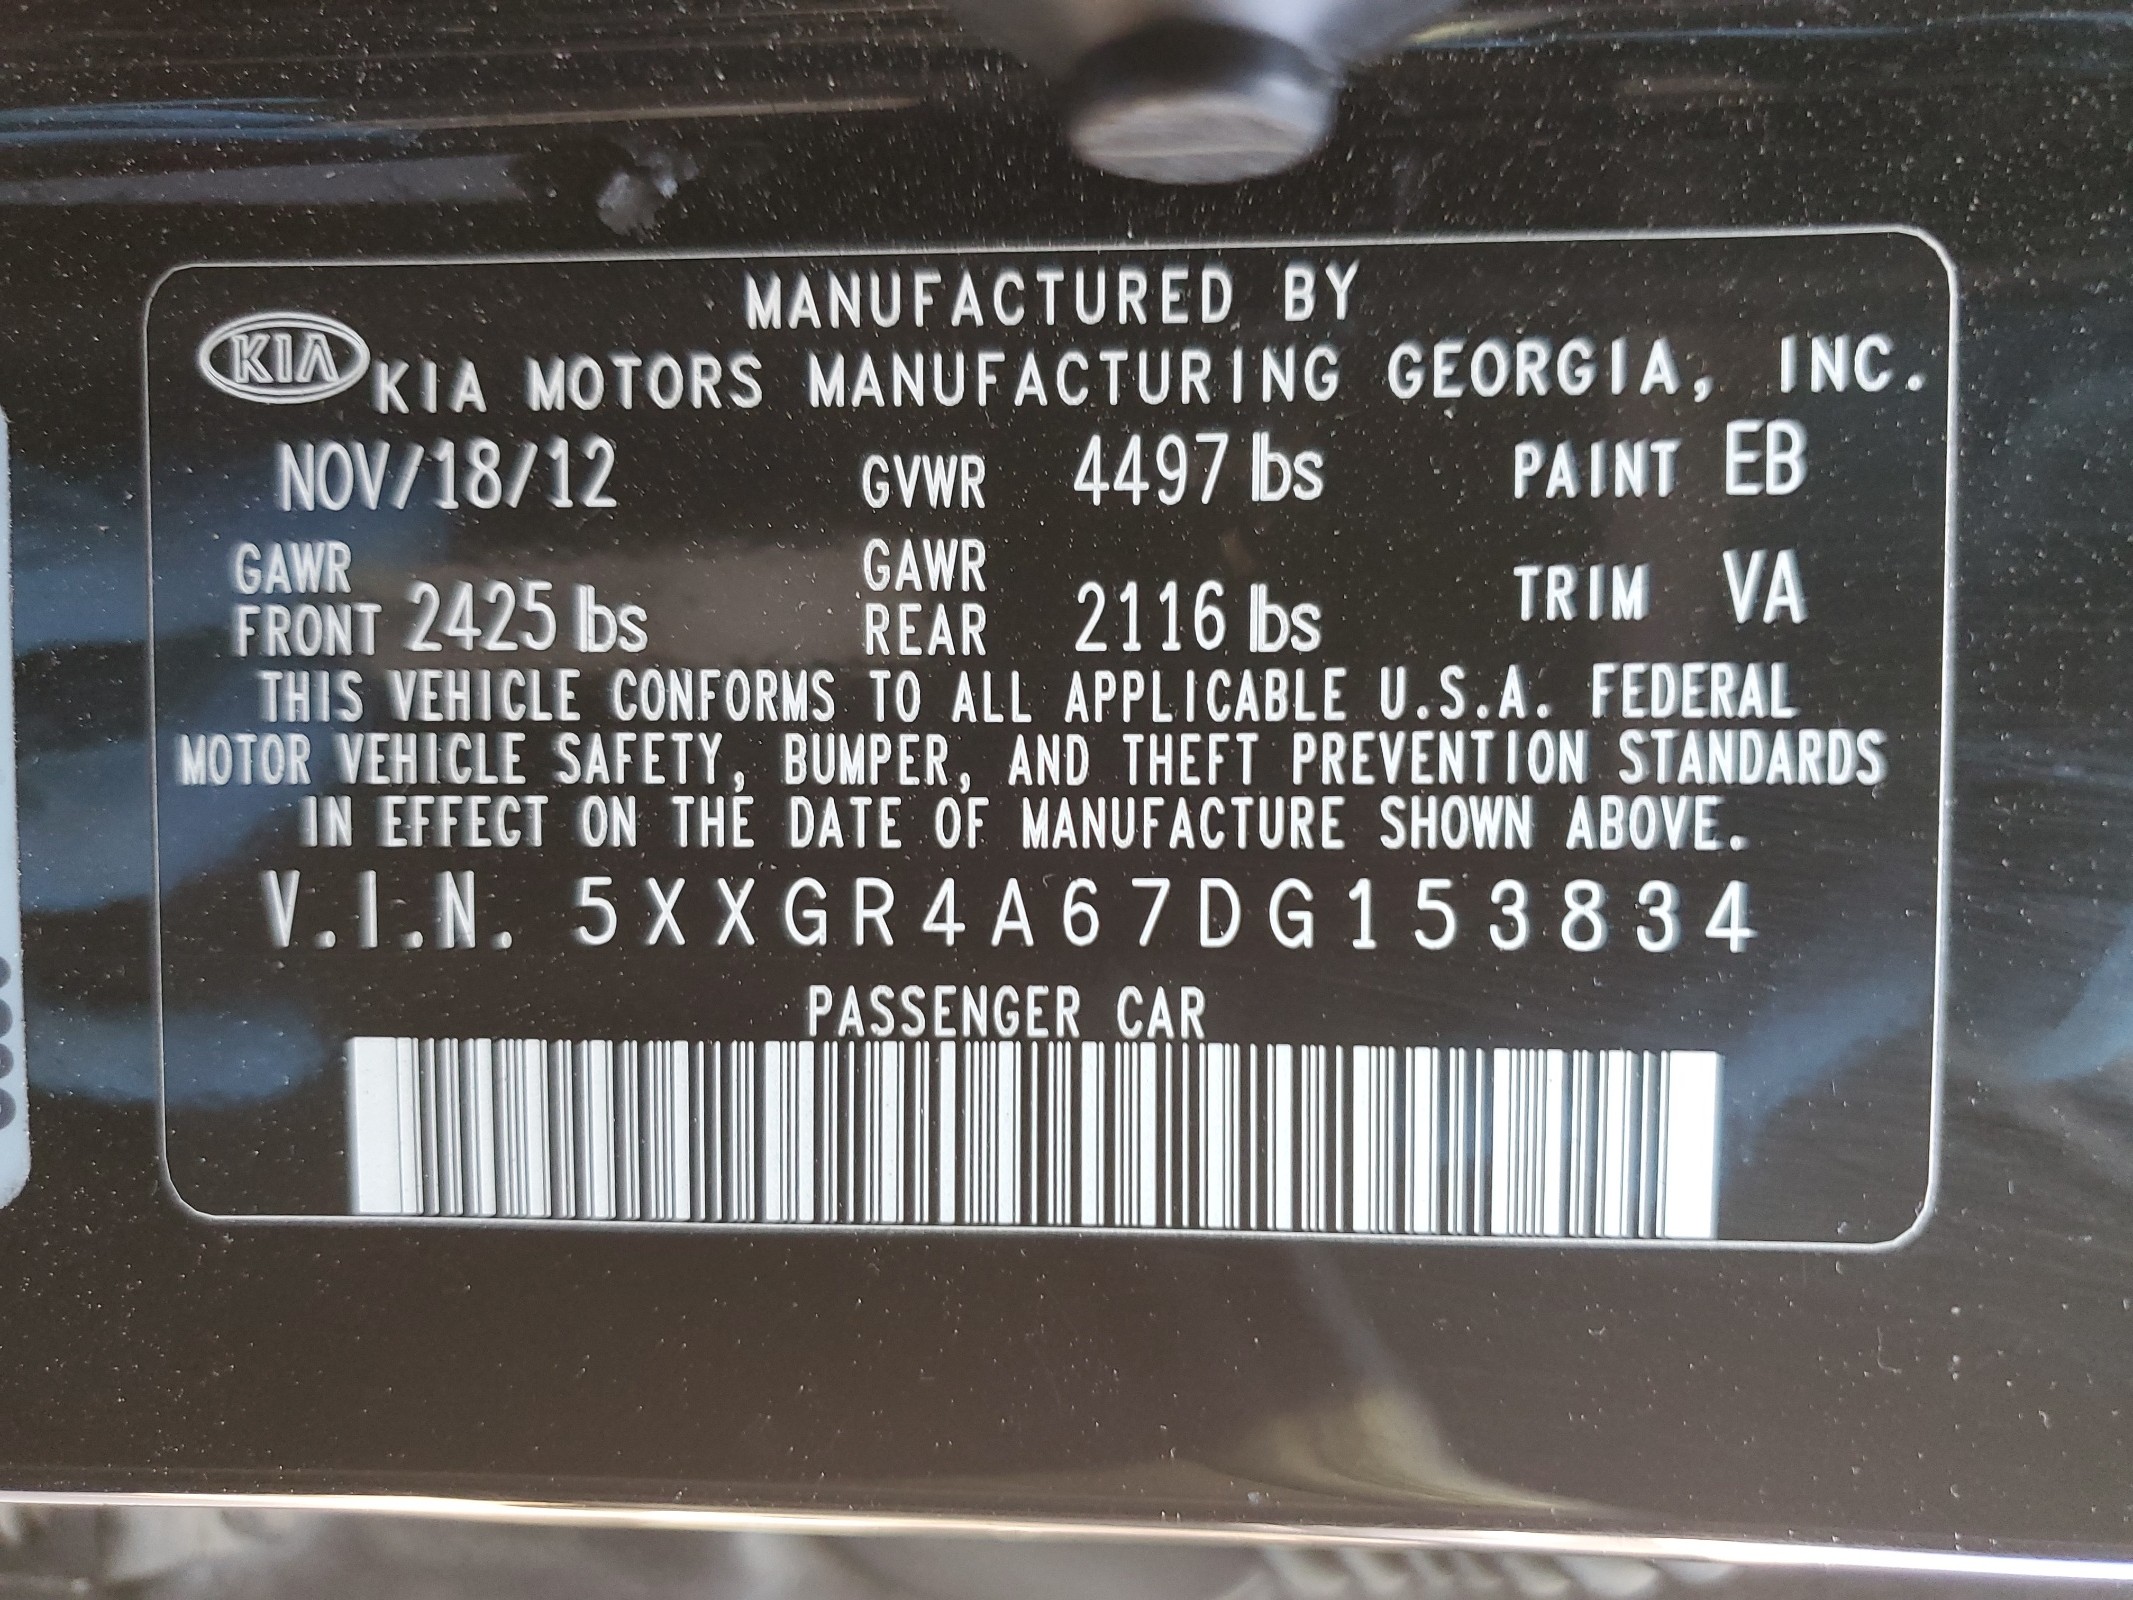 MANUFACTURED BY
KIA KIA MOTORS MANUFACTURING GEORGIA, INC.
NOV/18/12 GVWR 4497 lbs PAINT EB
GAWR FRONT 2425 lbs GAWR REAR 2116 lbs TRIM VA
THIS VEHICLE CONFORMS TO ALL APPLICABLE U.S.A. FEDERAL
MOTOR VEHICLE SAFETY, BUMPER, AND THEFT PREVENTION STANDARDS
IN EFFECT ON THE DATE OF MANUFACTURE SHOWN ABOVE.
V.I.N. 5XXGR4A67DG153834
PASSENGER CAR